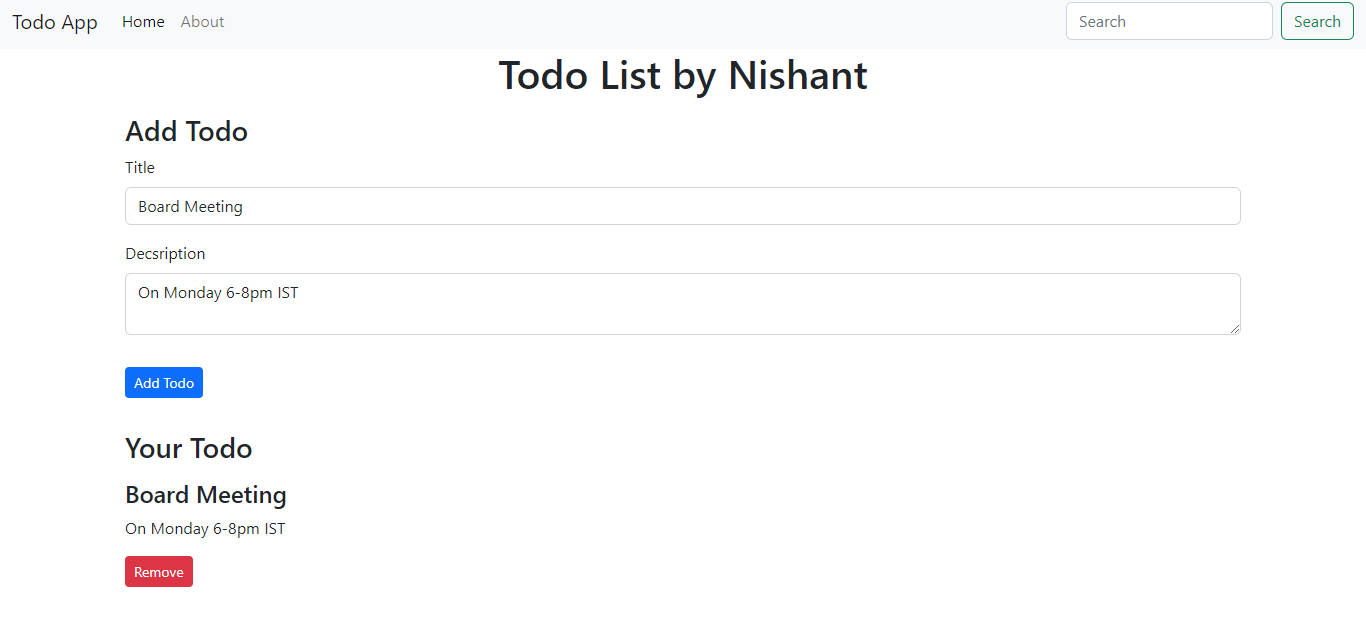 Todo App Home About Search Search
Todo List by Nishant
Add Todo
Title
Board Meeting
Decsription
On Monday 6-8pm IST
Add Todo
Your Todo
Board Meeting
On Monday 6-8pm IST
Remove